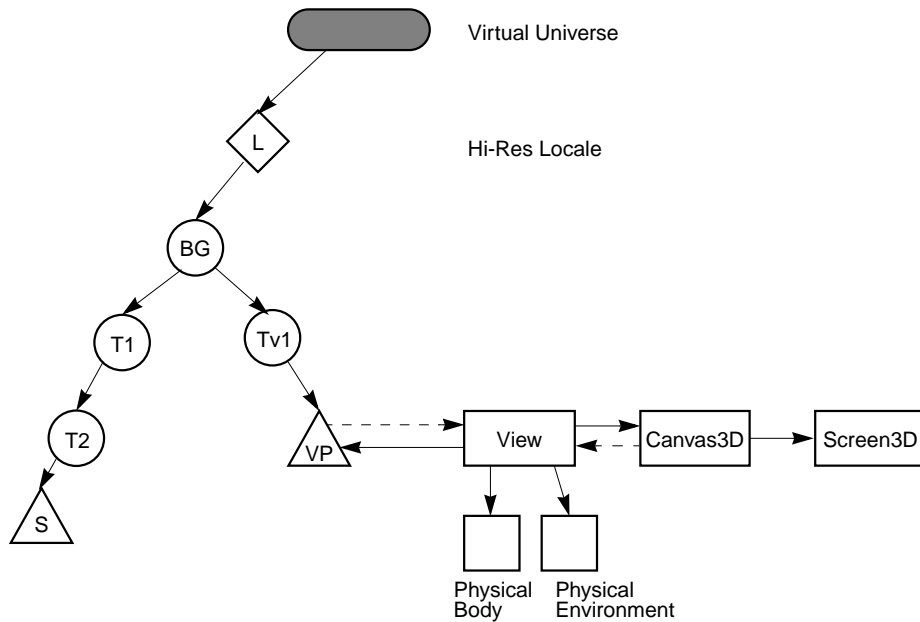 Virtual Universe
L
Hi-Res Locale
BG
T1
Tv1
T2
VP
View
Canvas3D
Screen3D
S
Physical
Body
Physical
Environment